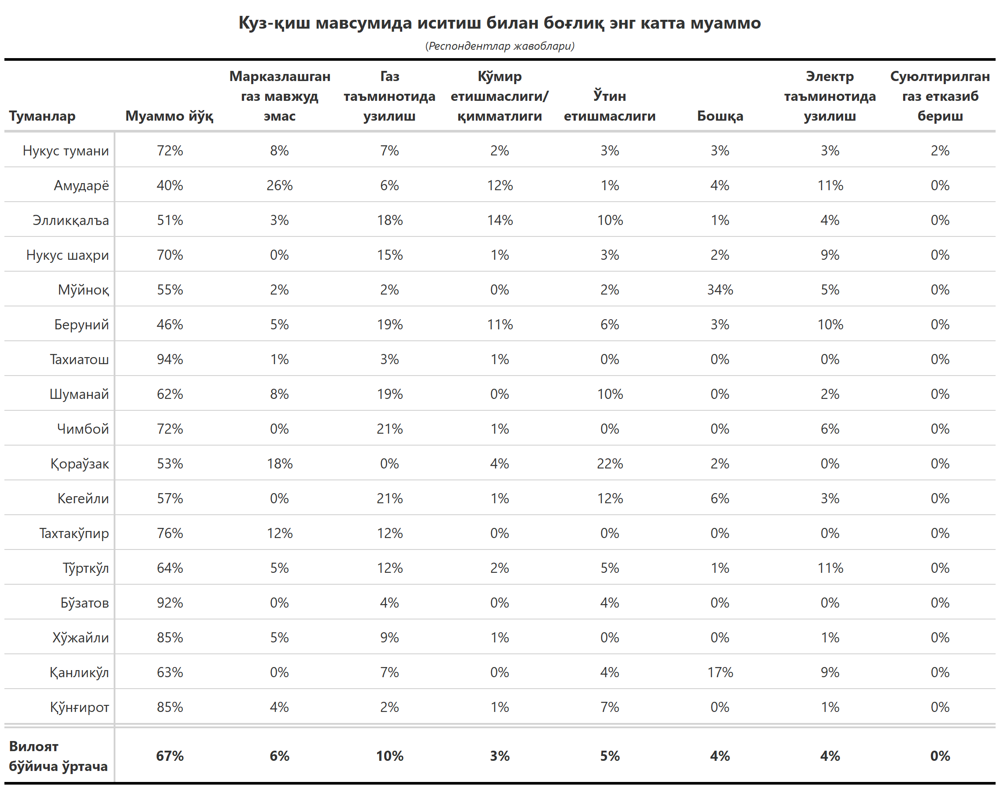 Куз-қиш мавсумида иситиш билан боғлиқ энг катта муаммо
(Респондентлар жавоблари)
Туманлар Муаммо йўқ Марказлашган газ мавжуд эмас Газ таъминотида узилиш Кўмир етишмаслиги/ қимматлиги Ўтин етишмаслиги Бошқа Электр таъминотида узилиш Суюлтирилган газ етказиб бериш
Нукус тумани 72% 8% 7% 2% 3% 3% 3% 2%
Амударё 40% 26% 6% 12% 1% 4% 11% 0%
Элликқалъа 51% 3% 18% 14% 10% 1% 4% 0%
Нукус шаҳри 70% 0% 15% 1% 3% 2% 9% 0%
Мўйноқ 55% 2% 2% 0% 2% 34% 5% 0%
Беруний 46% 5% 19% 11% 6% 3% 10% 0%
Тахиатош 94% 1% 3% 1% 0% 0% 0% 0%
Шуманай 62% 8% 19% 0% 10% 0% 2% 0%
Чимбой 72% 0% 21% 1% 0% 0% 6% 0%
Қораўзак 53% 18% 0% 4% 22% 2% 0% 0%
Кегейли 57% 0% 21% 1% 12% 6% 3% 0%
Тахтакўпир 76% 12% 12% 0% 0% 0% 0% 0%
Тўрткўл 64% 5% 12% 2% 5% 1% 11% 0%
Бўзатов 92% 0% 4% 0% 4% 0% 0% 0%
Хўжайли 85% 5% 9% 1% 0% 0% 1% 0%
Қанликўл 63% 0% 7% 0% 4% 17% 9% 0%
Қўнғирот 85% 4% 2% 1% 7% 0% 1% 0%
Вилоят бўйича ўртача 67% 6% 10% 3% 5% 4% 4% 0%